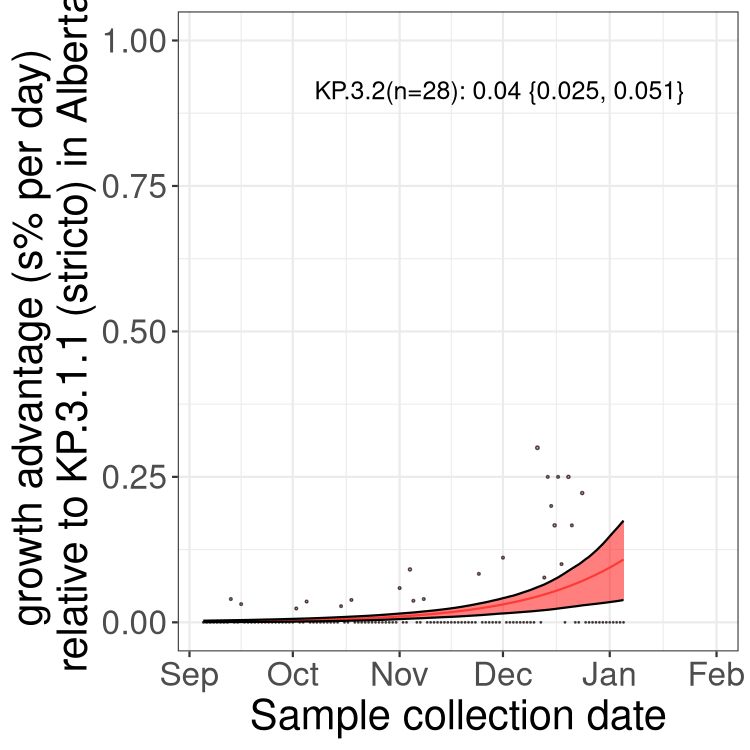 growth advantage (s% per day)
relative to KP.3.1.1 (stricto) in Alberta
1.00
0.75
0.50
0.25
0.00
KP.3.2(n=28): 0.04 {0.025, 0.051}
Sep Oct Nov Dec Jan Feb
Sample collection date